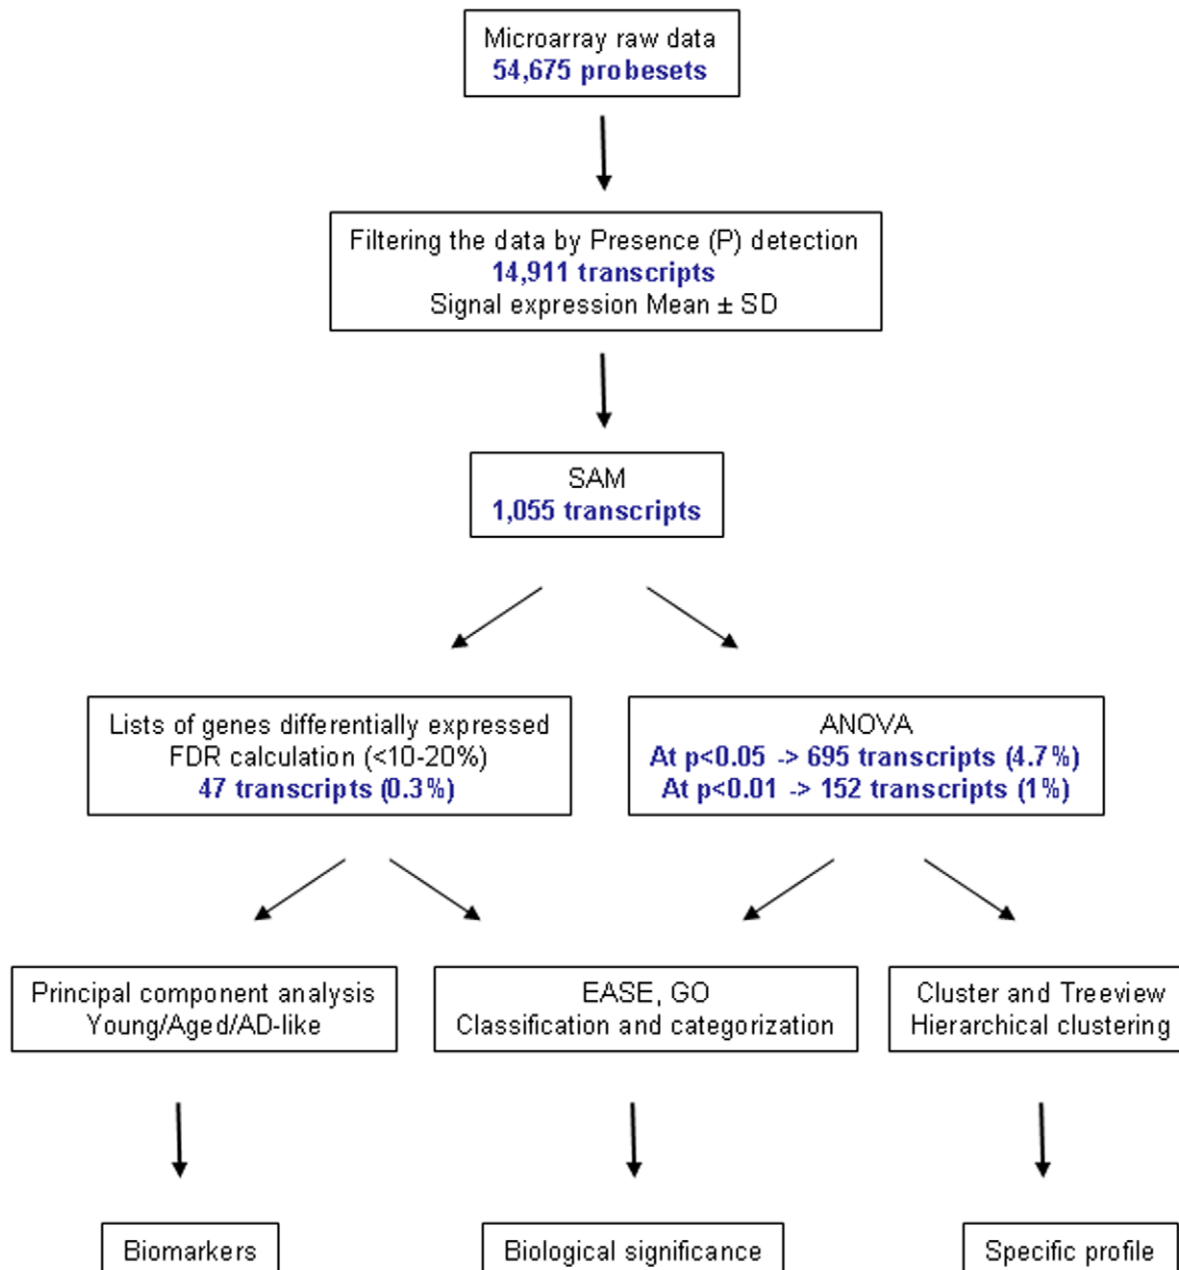 Microarray raw data
54,675 probesets
Filtering the data by Presence (P) detection
14,911 transcripts
Signal expression Mean ± SD
SAM
1,055 transcripts
Lists of genes differentially expressed
FDR calculation (<10-20%)
47 transcripts (0.3%)
ANOVA
At p<0.05 -> 695 transcripts (4.7%)
At p<0.01 -> 152 transcripts (1%)
Principal component analysis
Young/Aged/AD-like
EASE, GO
Classification and categorization
Cluster and Treeview
Hierarchical clustering
Biomarkers
Biological significance
Specific profile